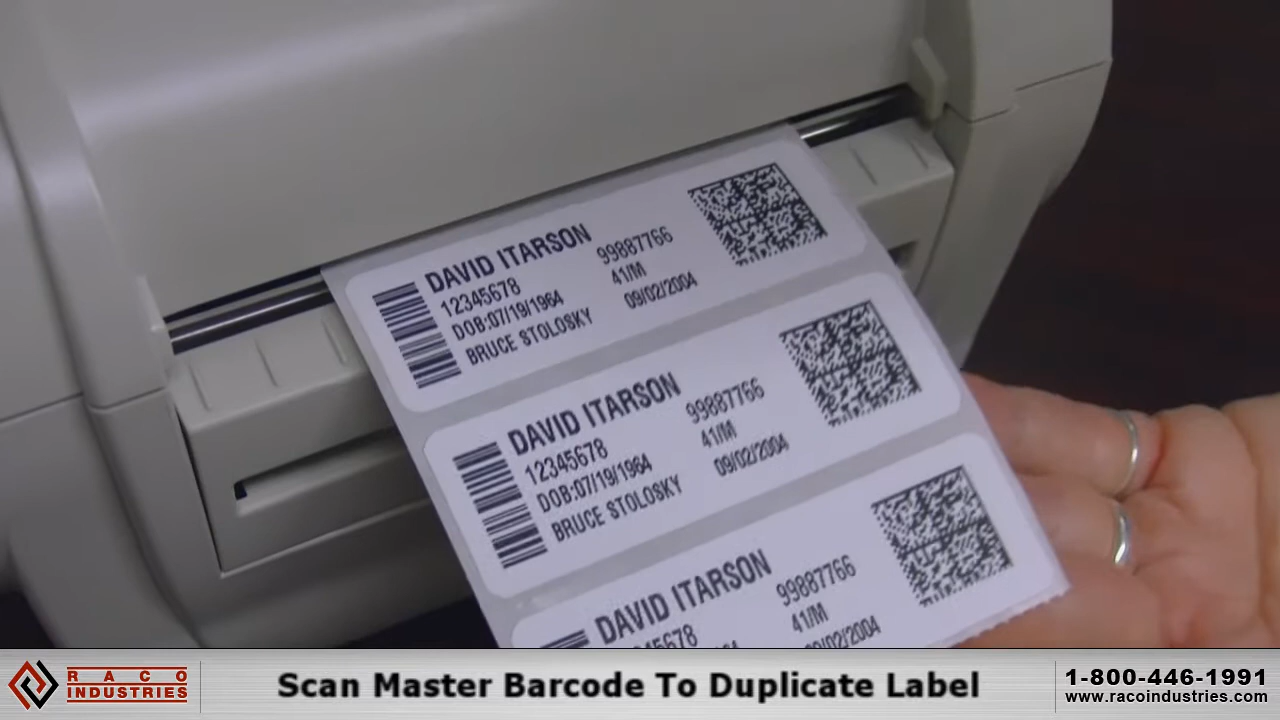 DAVID ITARSON
12345678 99887766
DOB:07/19/1964 41/M
BRUCE STOLOSKY 09/02/2004
DAVID ITARSON
12345678 99887766
DOB:07/19/1964 41/M
BRUCE STOLOSKY 09/02/2004
DAVID ITARSON
99887766
41/M
RACO
INDUSTRIES
Scan Master Barcode To Duplicate Label
1-800-446-1991
www.racoindustries.com